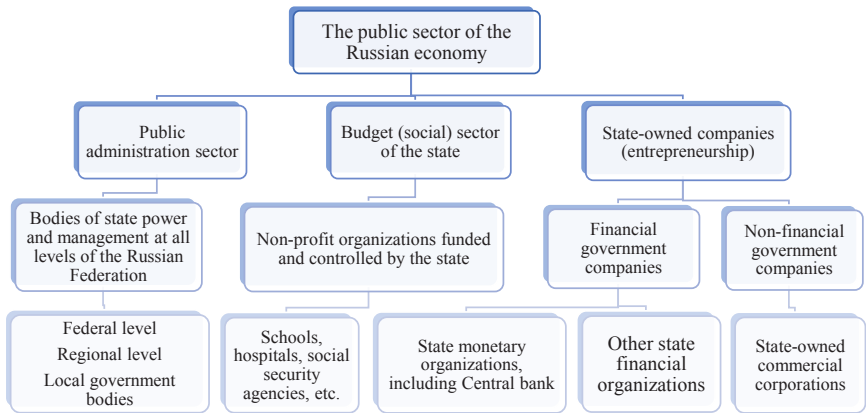 The public sector of the
Russian economy
Public
administration sector
Budget (social) sector
of the state
State-owned companies
(entrepreneurship)
Bodies of state power
and management at all
levels of the Russian
Federation
Non-profit organizations funded
and controlled by the state
Financial
government
companies
Non-financial
government
companies
Federal level
Regional level
Local government
bodies
Schools,
hospitals, social
security
agencies, etc.
State monetary
organizations,
including Central bank
Other state
financial
organizations
State-owned
commercial
corporations